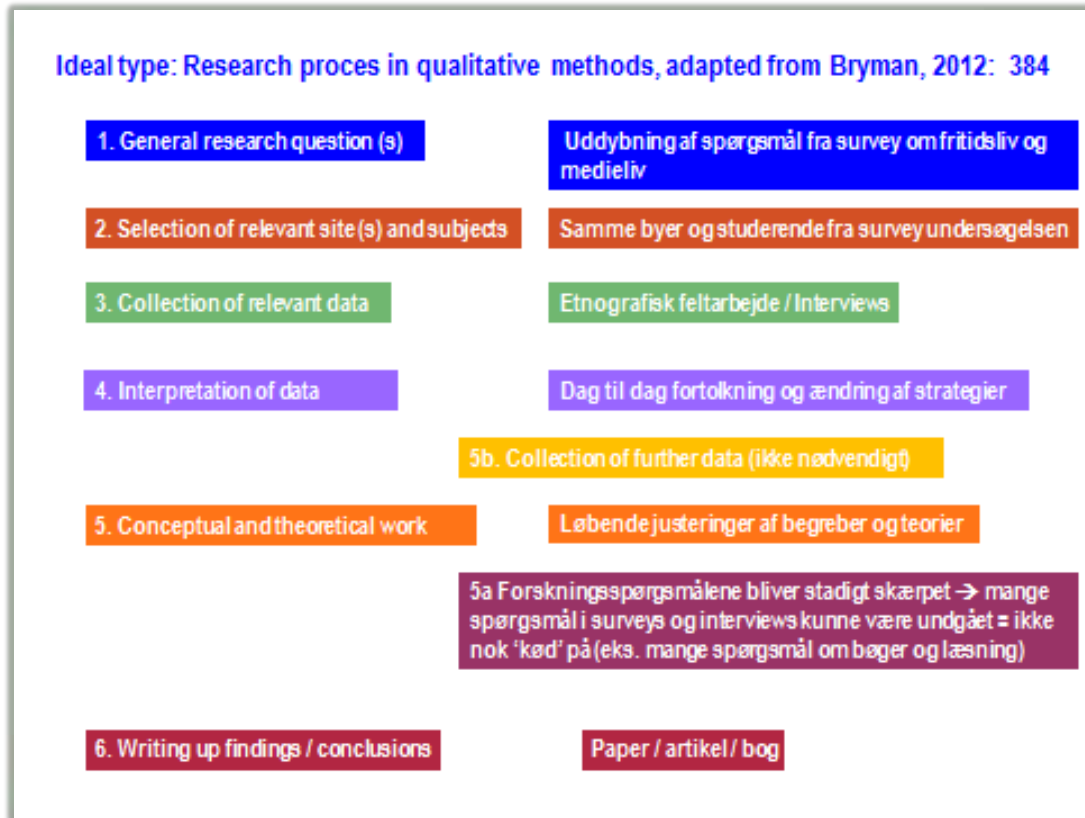 Ideal type: Research proces in qualitative methods, adapted from Bryman, 2012: 384
1. General research question (s)
Uddybning af spørgsmål fra survey om fritidsliv og
medieliv
2. Selection of relevant site(s) and subjects
Samme byer og studerende fra survey undersøgelsen
3. Collection of relevant data
Etnografisk feltarbejde / Interviews
4. Interpretation of data
Dag til dag fortolkning og ændring af strategier
5b. Collection of further data (ikke nødvendigt)
5. Conceptual and theoretical work
Løbende justeringer af begreber og teorier
5a Forskningsspørgsmålene bliver stadigt skærpet → mange
spørgsmål i surveys og interviews kunne være undgået = ikke
nok ‘kød’ på (eks. mange spørgsmål om bøger og læsning)
6. Writing up findings / conclusions
Paper / artikel / bog